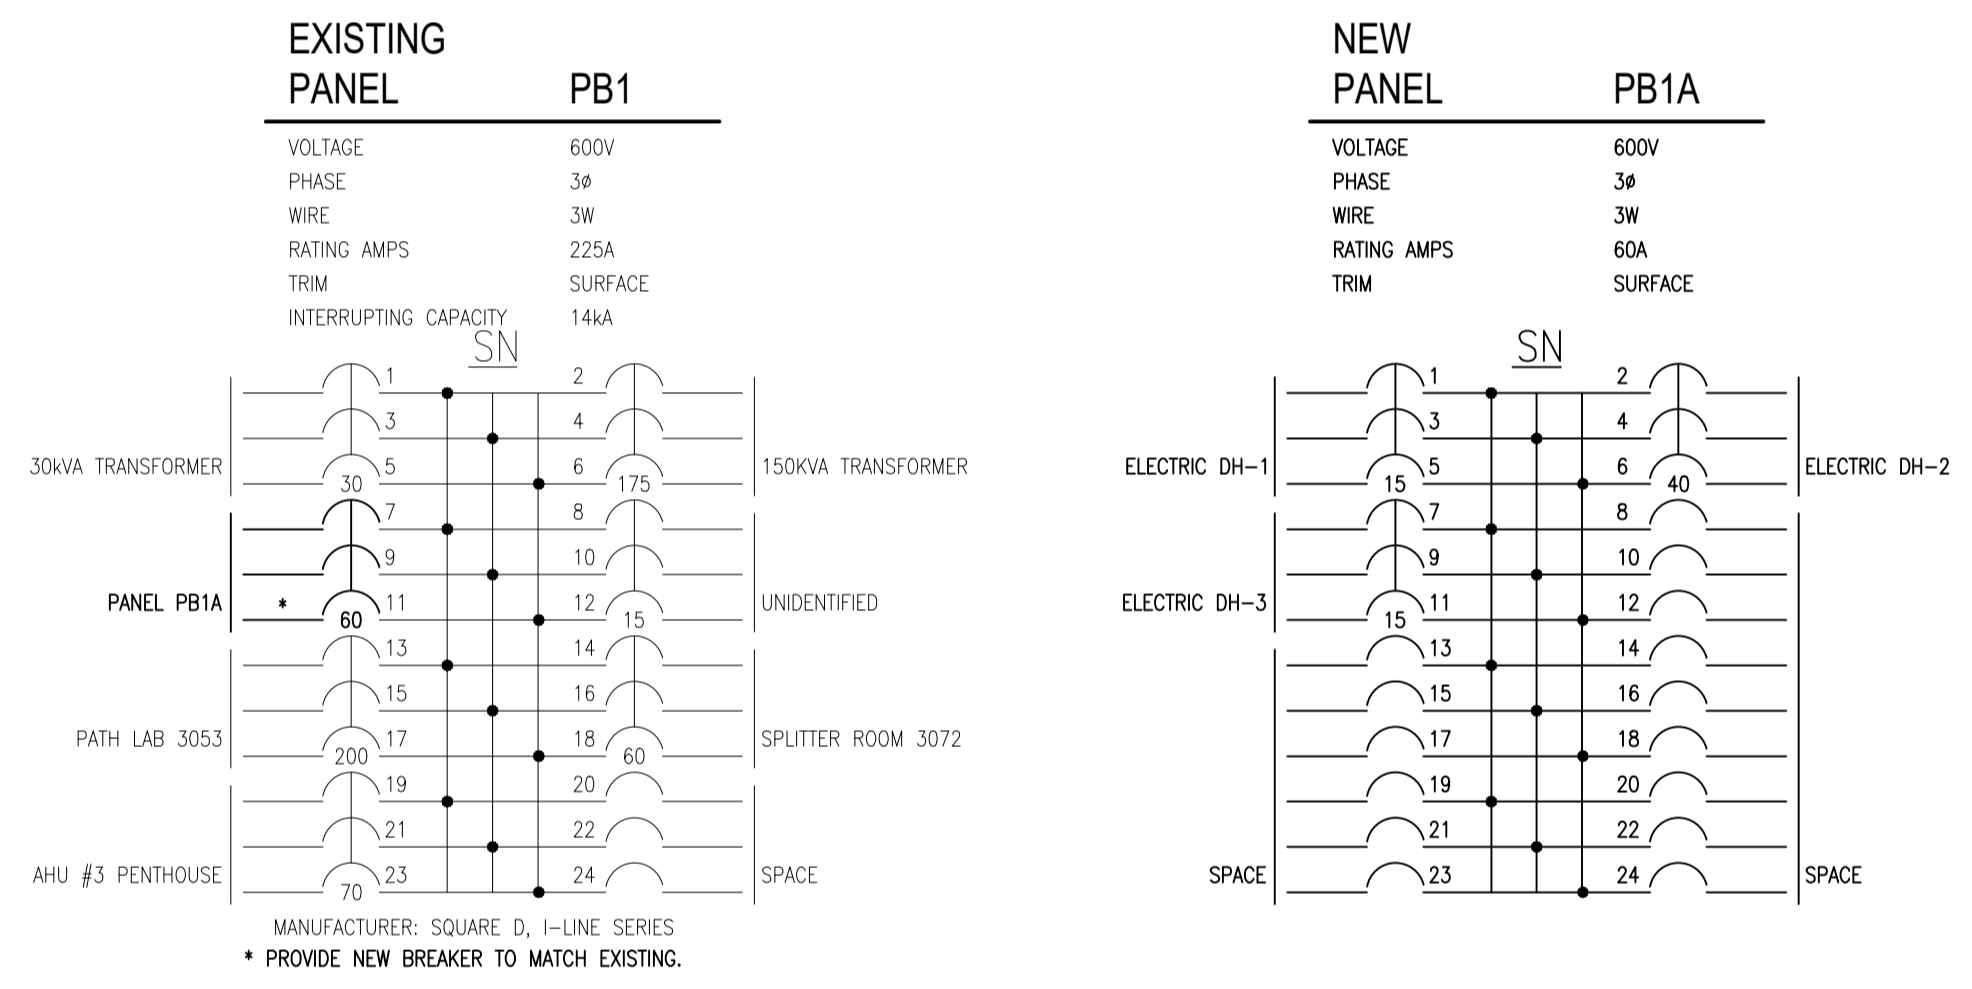 EXISTING
PANEL PB1
VOLTAGE 600V
PHASE 3ø
WIRE 3W
RATING AMPS 225A
TRIM SURFACE
INTERRUPTING CAPACITY 14kA
SN
1 2
3 4
30kVA TRANSFORMER 30 5 6 175 150KVA TRANSFORMER
7 8
9 10
PANEL PB1A * 60 11 12 15 UNIDENTIFIED
13 14
15 16
PATH LAB 3053 200 17 18 60 SPLITTER ROOM 3072
19 20
21 22
AHU #3 PENTHOUSE 70 23 24 SPACE
MANUFACTURER: SQUARE D, I-LINE SERIES
* PROVIDE NEW BREAKER TO MATCH EXISTING.
NEW
PANEL PB1A
VOLTAGE 600V
PHASE 3ø
WIRE 3W
RATING AMPS 60A
TRIM SURFACE
SN
1 2
3 4
ELECTRIC DH-1 15 5 6 40 ELECTRIC DH-2
7 8
9 10
ELECTRIC DH-3 15 11 12
13 14
15 16
17 18
19 20
21 22
SPACE 23 24 SPACE